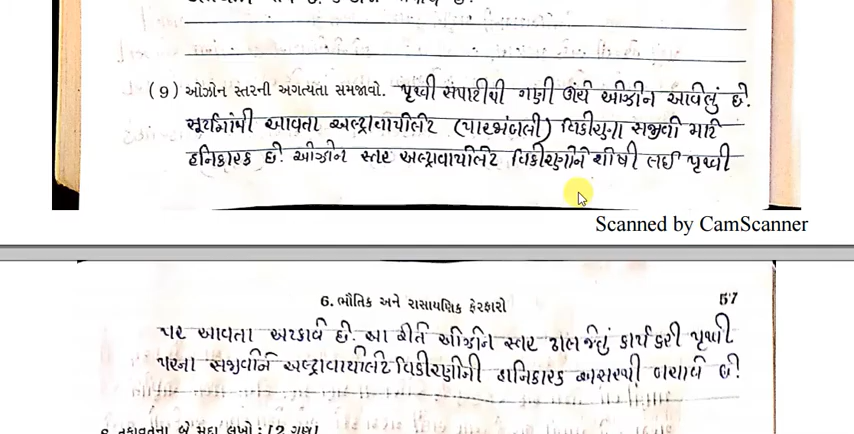 (9) ઓઝોન સ્તરની અગત્યતા સમજાવો. પૃથ્વી સપાટીથી ઘણી ઊંચે ઓઝોન આવેલું છે.
સૂર્યમાંથી આવતા અલ્ટ્રાવાયોલેટ (પારજાંબલી) વિકીરણો સજીવો માટે
હાનિકારક છે. ઓઝોન સ્તર અલ્ટ્રાવાયોલેટ વિકીરણોને શોષી લઈ પૃથ્વી
Scanned by CamScanner
6. ભૌતિક અને રાસાયણિક ફેરફારો 57
પર આવતા અટકાવે છે. આ રીતે ઓઝોન સ્તર ઢાલ જેવું કાર્ય કરી પૃથ્વી
પરના સજીવોને અલ્ટ્રાવાયોલેટ વિકીરણોની હાનિકારક અસરથી બચાવે છે.